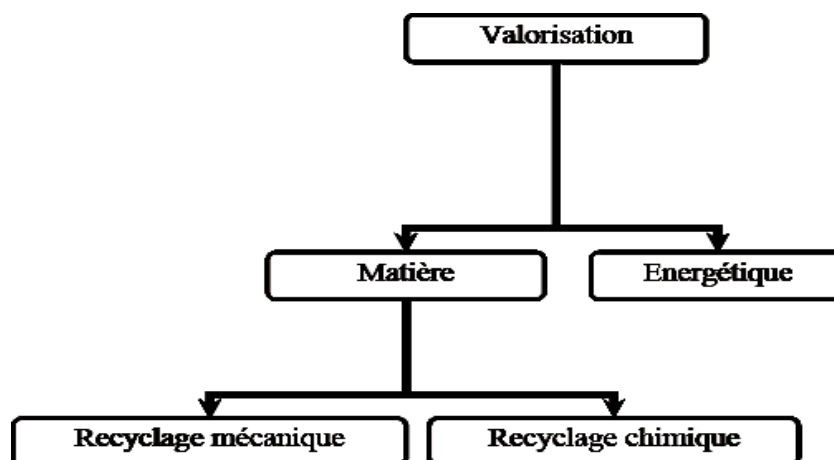 Valorisation
Matière
Energétique
Recyclage mécanique
Recyclage chimique